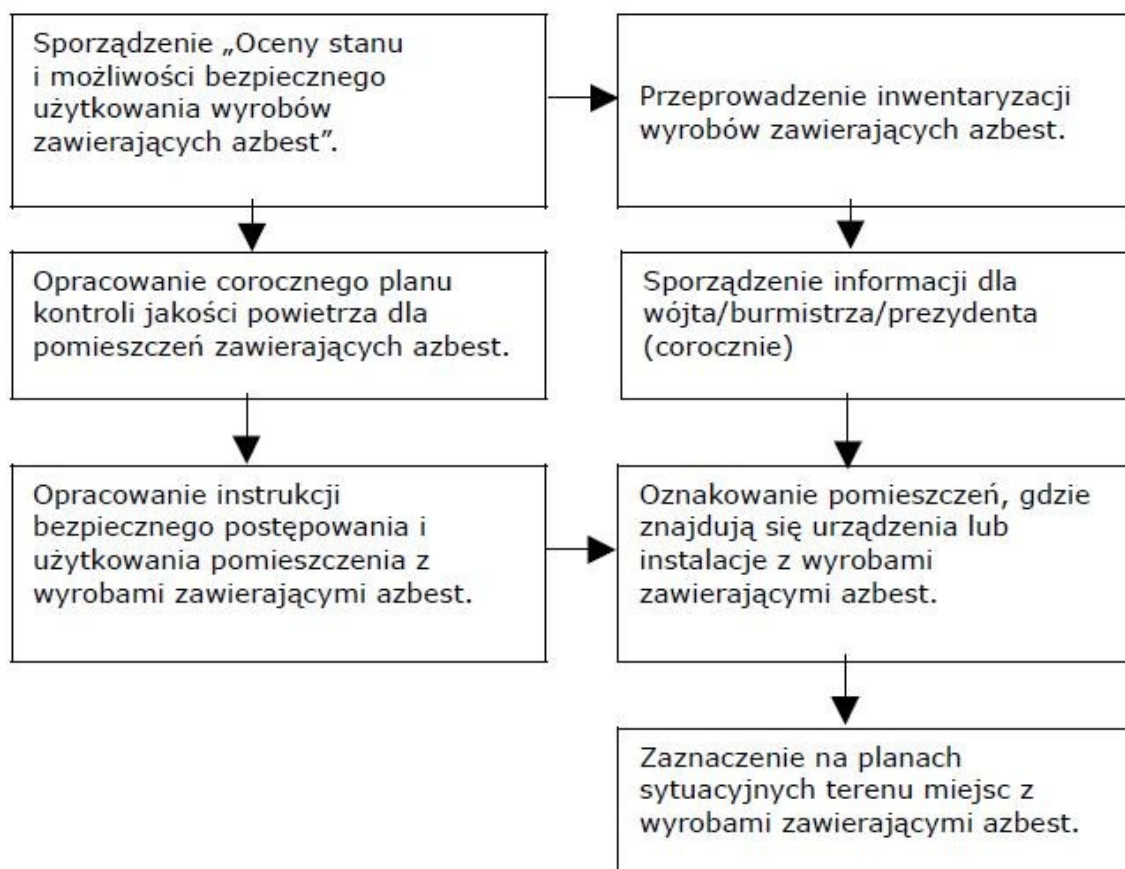 Sporządzenie „Oceny stanu
i możliwości bezpiecznego
użytkowania wyrobów
zawierających azbest”.
Przeprowadzenie inwentaryzacji
wyrobów zawierających azbest.
Opracowanie corocznego planu
kontroli jakości powietrza dla
pomieszczeń zawierających azbest.
Sporządzenie informacji dla
wójta/burmistrza/prezydenta
(corocznie)
Opracowanie instrukcji
bezpiecznego postępowania i
użytkowania pomieszczenia z
wyrobami zawierającymi azbest.
Oznakowanie pomieszczeń, gdzie
znajdują się urządzenia lub
instalacje z wyrobami
zawierającymi azbest.
Zaznaczenie na planach
sytuacyjnych terenu miejsc z
wyrobami zawierającymi azbest.